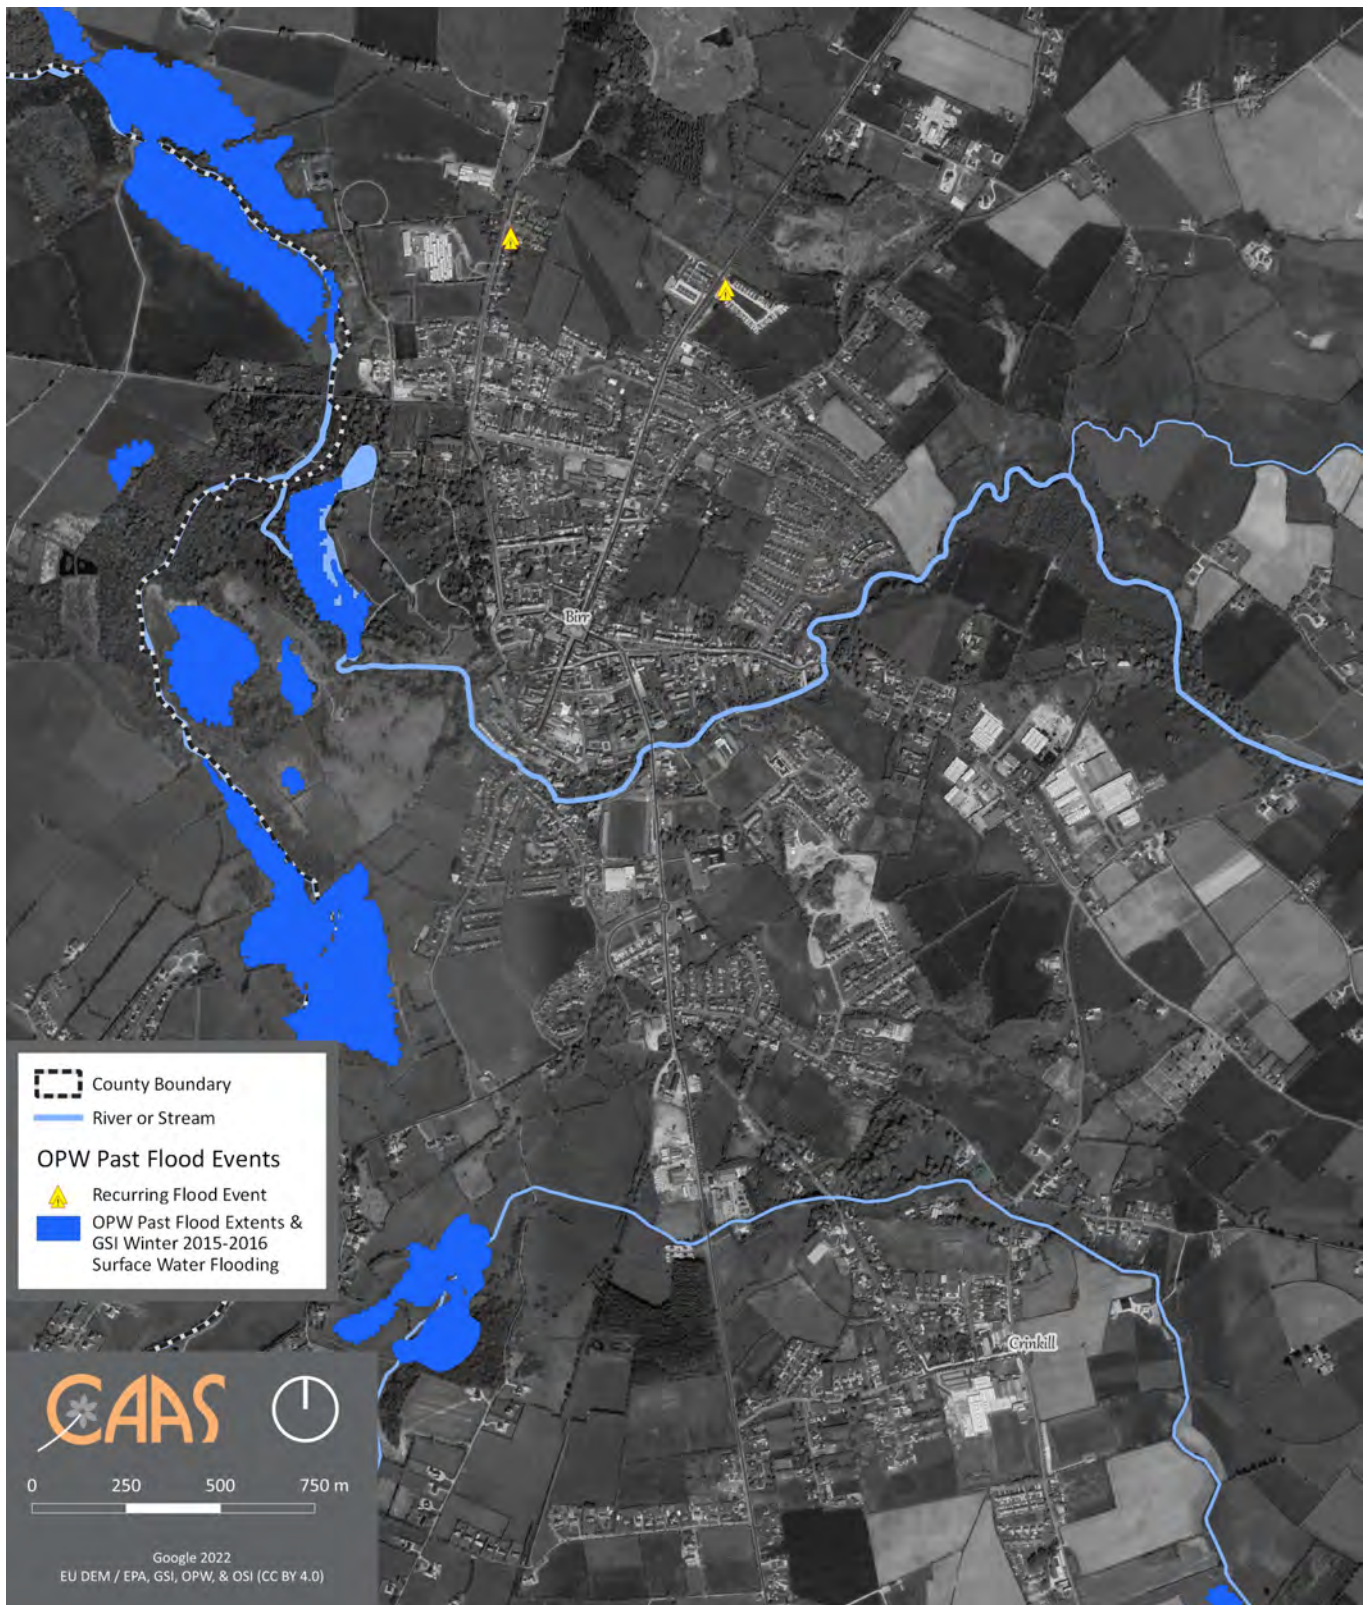 Birr
County Boundary
River or Stream
OPW Past Flood Events
Recurring Flood Event
OPW Past Flood Extents &
GSI Winter 2015-2016
Surface Water Flooding
Crinkill
CAAS
0 250 500 750 m
Google 2022
EU DEM / EPA, GSI, OPW, & OSI (CC BY 4.0)